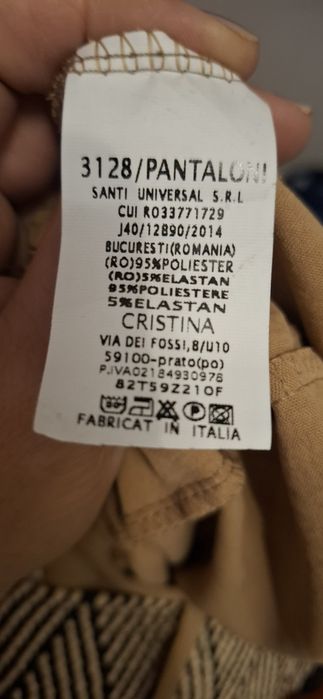 3128/PANTALONI
SANTI UNIVERSAL S.R.L
CUI RO33771729
J40/12890/2014
BUCURESTI(ROMANIA)
(RO)95%POLIESTER
(RO)5%ELASTAN
95%POLIESTERE
5%ELASTAN
CRISTINA
VIA DEI FOSSI,8/U10
59100-prato(po)
P.IVA02184930978
82T59Z210F
FABRICAT IN ITALIA